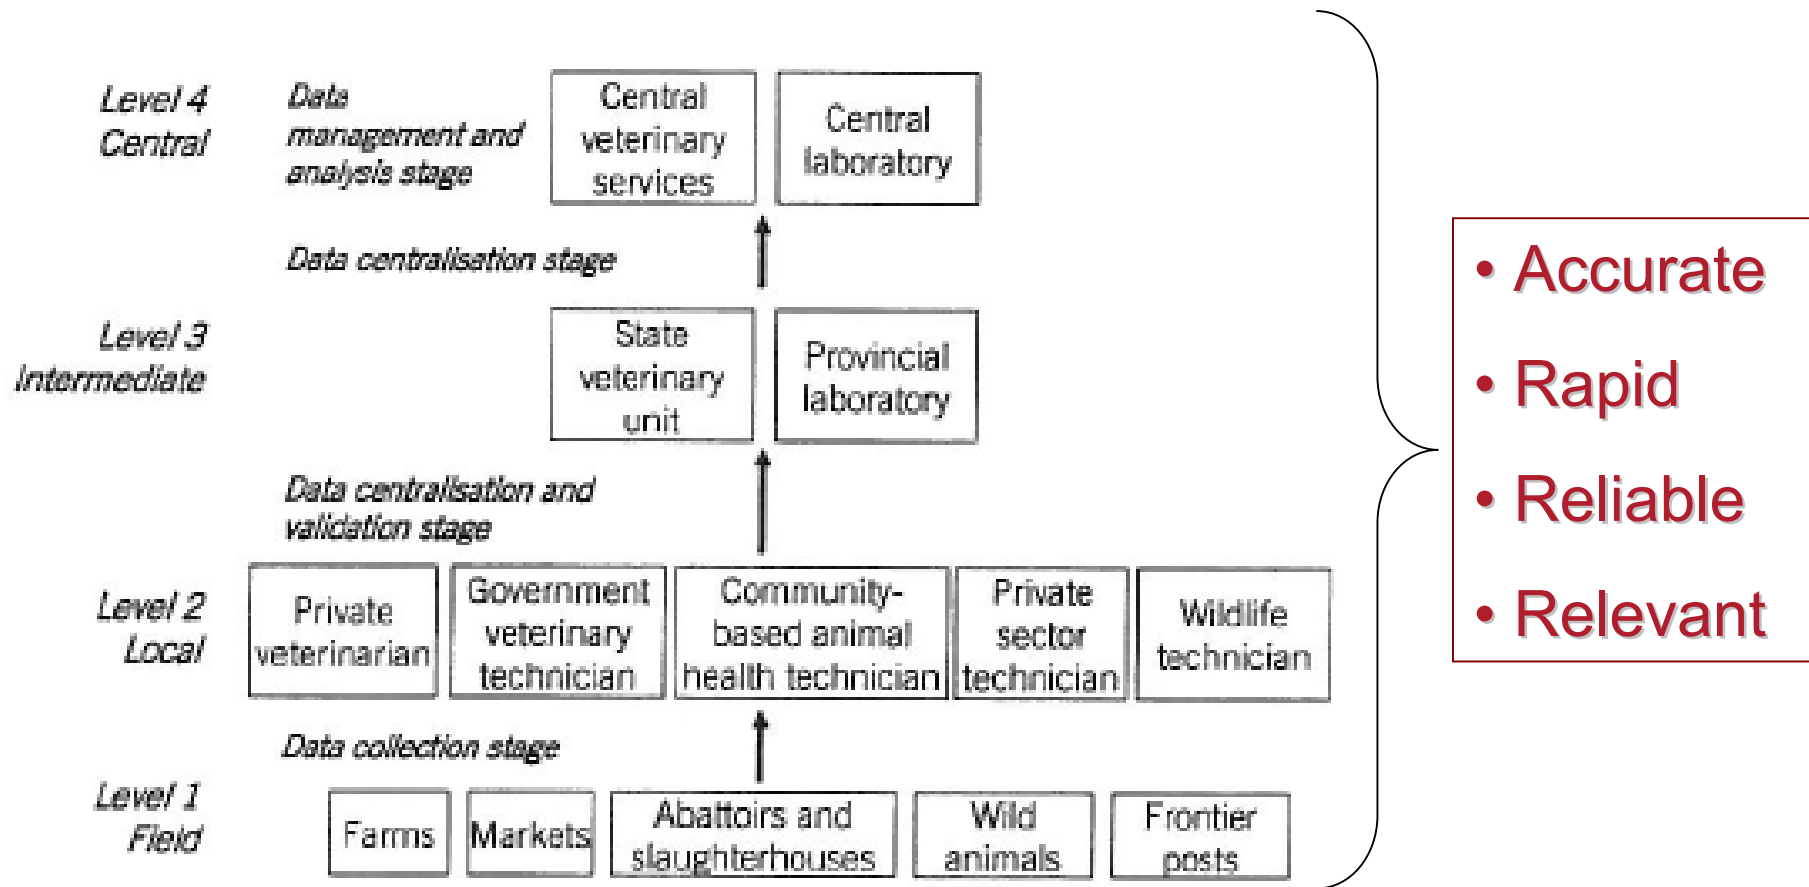 Level 4
Central
Data
management and
analysis stage
Central
veterinary
services
Central
laboratory
Data centralisation stage
Level 3
Intermediate
State
veterinary
unit
Provincial
laboratory
Data centralisation and
validation stage
Level 2
Local
Private
veterinarian
Government
veterinary
technician
Community-
based animal
health technician
Private
sector
technician
Wildlife
technician
Data collection stage
Level 1
Field
Farms
Markets
Abattoirs and
slaughterhouses
Wild
animals
Frontier
posts
• Accurate
• Rapid
• Reliable
• Relevant